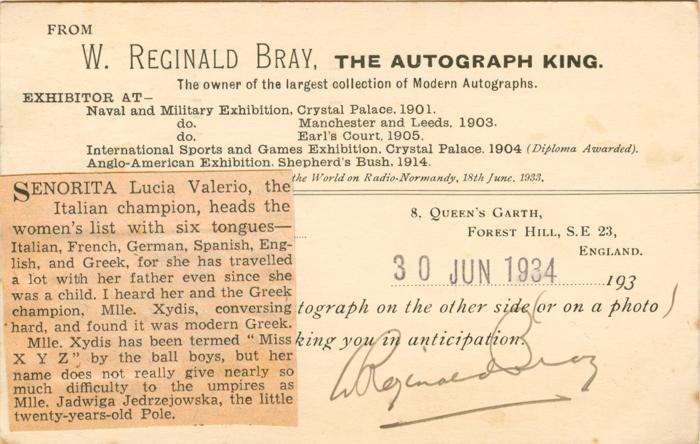 FROM
W. REGINALD BRAY, THE AUTOGRAPH KING.
The owner of the largest collection of Modern Autographs.
EXHIBITOR AT—
Naval and Military Exhibition, Crystal Palace, 1901.
do. Manchester and Leeds, 1903.
do. Earl's Court, 1905.
International Sports and Games Exhibition, Crystal Palace, 1904 (Diploma Awarded).
Anglo-American Exhibition, Shepherd's Bush, 1914.
the World on Radio-Normandy, 18th June, 1933.
SENORITA Lucia Valerio, the
Italian champion, heads the
women's list with six tongues—
Italian, French, German, Spanish, Eng-
lish, and Greek, for she has travelled
a lot with her father even since she
was a child. I heard her and the Greek
champion, Mlle. Xydis, conversing
hard, and found it was modern Greek.
Mlle. Xydis has been termed "Miss
X Y Z" by the ball boys, but her
name does not really give nearly so
much difficulty to the umpires as
Mlle. Jadwiga Jedrzejowska, the little
twenty-years-old Pole.
8, QUEEN'S GARTH,
FOREST HILL, S.E 23,
ENGLAND.
30 JUN 1934 193
tograph on the other side (or on a photo)
king you in anticipation,
W Reginald Bray